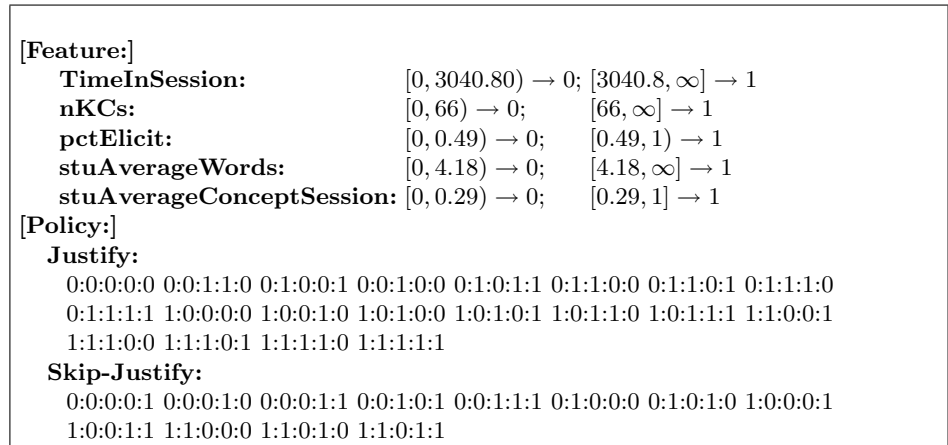 [Feature:]
TimeInSession: [0, 3040.80) → 0; [3040.8, ∞] → 1
nKCs: [0, 66) → 0; [66, ∞] → 1
pctElicit: [0, 0.49) → 0; [0.49, 1) → 1
stuAverageWords: [0, 4.18) → 0; [4.18, ∞] → 1
stuAverageConceptSession: [0, 0.29) → 0; [0.29, 1] → 1
[Policy:]
Justify:
0:0:0:0:0 0:0:1:1:0 0:1:0:0:1 0:0:1:0:0 0:1:0:1:1 0:1:1:0:0 0:1:1:0:1 0:1:1:1:0
0:1:1:1:1 1:0:0:0:0 1:0:0:1:0 1:0:1:0:0 1:0:1:0:1 1:0:1:1:0 1:0:1:1:1 1:1:0:0:1
1:1:1:0:0 1:1:1:0:1 1:1:1:1:0 1:1:1:1:1
Skip-Justify:
0:0:0:0:1 0:0:0:1:0 0:0:0:1:1 0:0:1:0:1 0:0:1:1:1 0:1:0:0:0 0:1:0:1:0 1:0:0:0:1
1:0:0:1:1 1:1:0:0:0 1:1:0:1:0 1:1:0:1:1